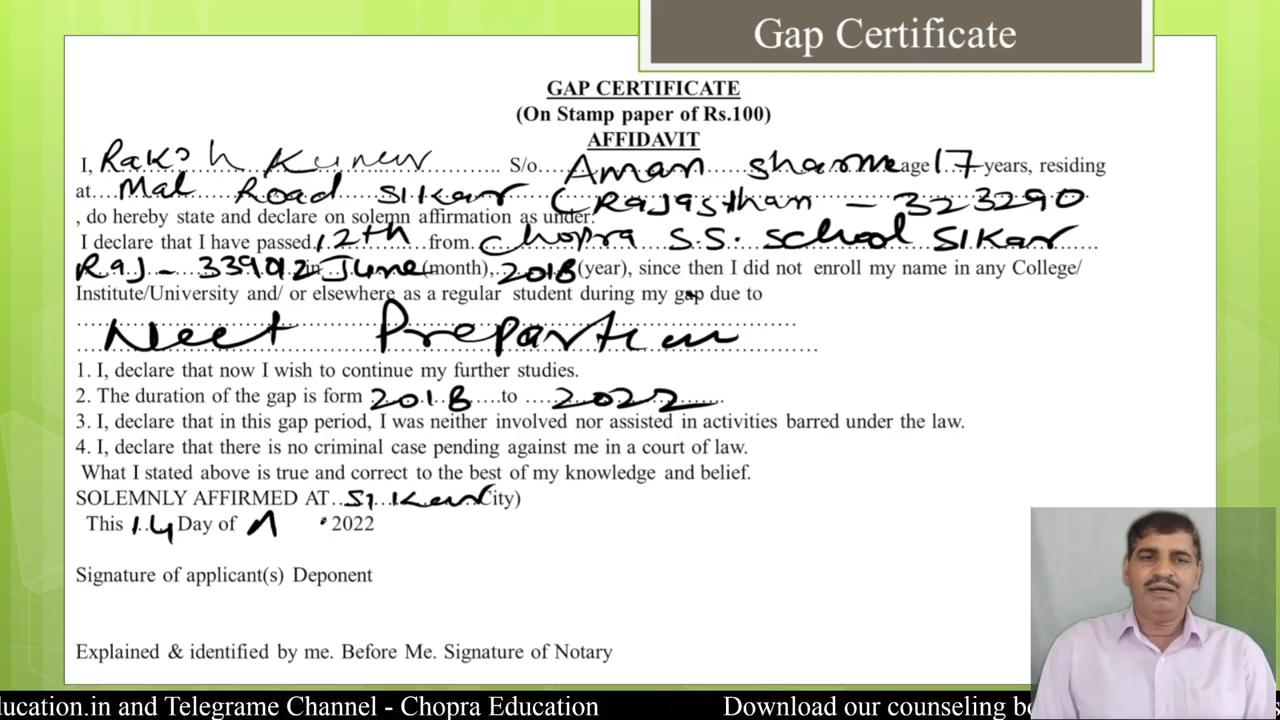 Gap Certificate
GAP CERTIFICATE
(On Stamp paper of Rs.100)
AFFIDAVIT
I, Rakesh Kumar S/o Aman Sharma age 17 years, residing
at Mal Road Sikar (Rajasthan - 323290
, do hereby state and declare on solemn affirmation as under:
I declare that I have passed 12th from Chopra S.S. School Sikar
Raj - in June (month), 2018 (year), since then I did not enroll my name in any College/
Institute/University and/ or elsewhere as a regular student during my gap due to
Neet Prepartion
1. I, declare that now I wish to continue my further studies.
2. The duration of the gap is form 2018 to 2022
3. I, declare that in this gap period, I was neither involved nor assisted in activities barred under the law.
4. I, declare that there is no criminal case pending against me in a court of law.
What I stated above is true and correct to the best of my knowledge and belief.
SOLEMNLY AFFIRMED AT Sikar City)
This 14 Day of A 2022
Signature of applicant(s) Deponent
Explained & identified by me. Before Me. Signature of Notary
ducation.in and Telegrame Channel - Chopra Education Download our counseling bo